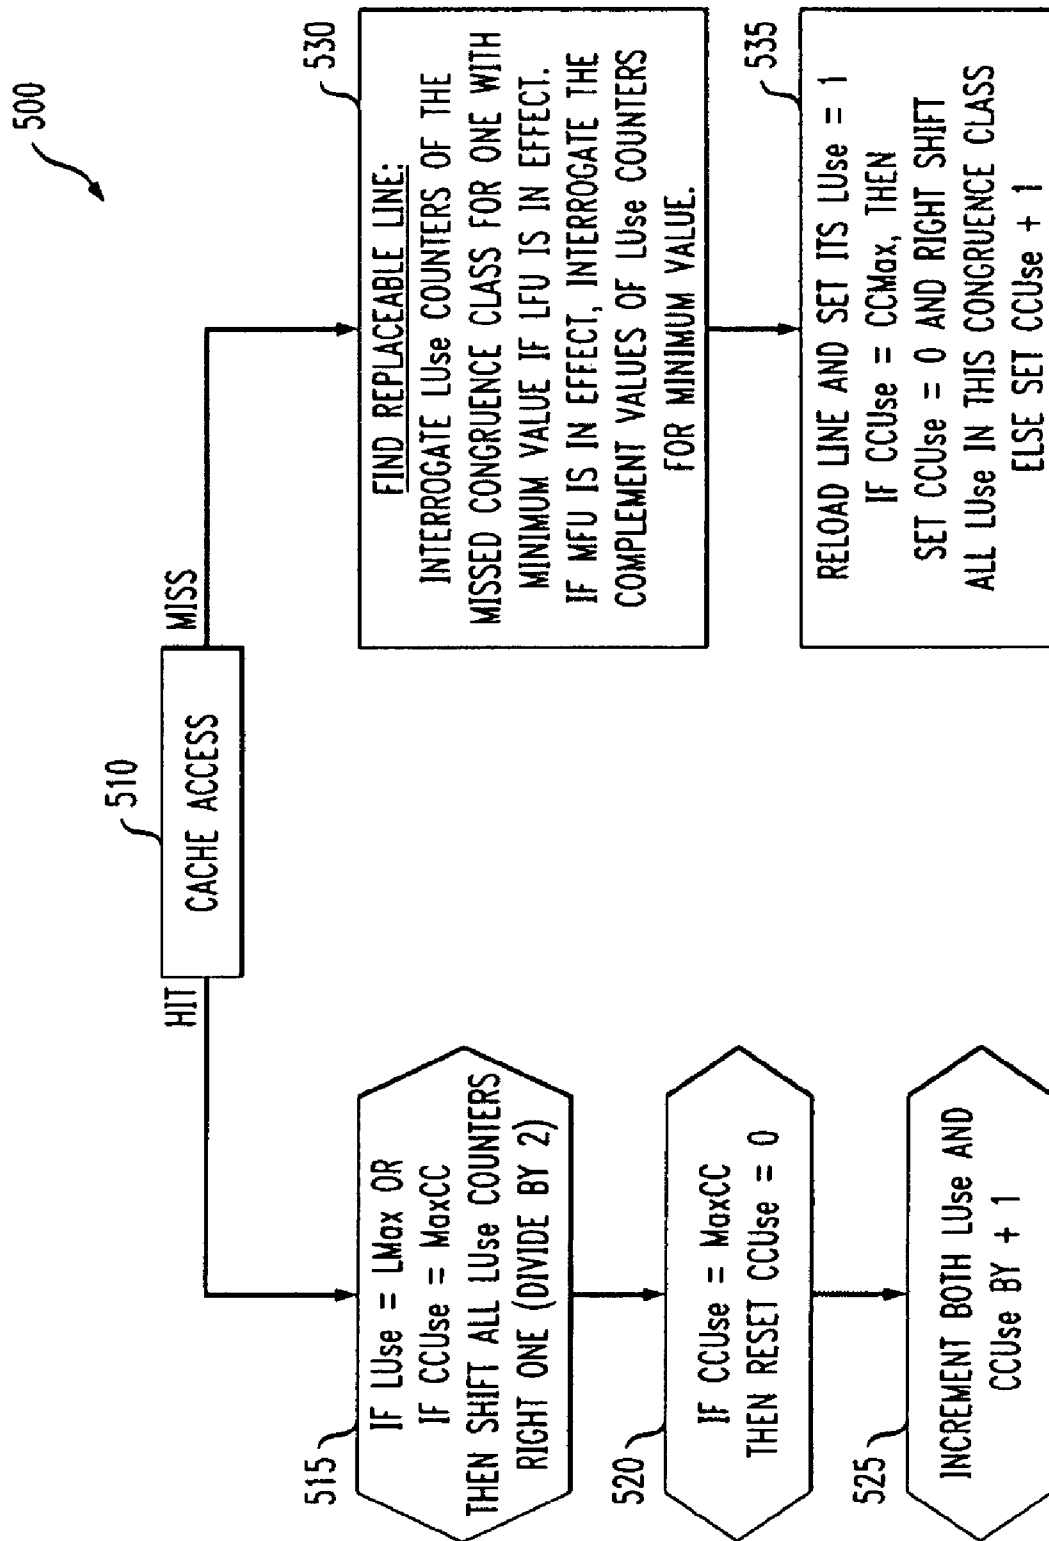 500
510
CACHE ACCESS
HIT
MISS
515
IF LUse = LMax OR
IF CCUse = MaxCC
THEN SHIFT ALL LUse COUNTERS
RIGHT ONE (DIVIDE BY 2)
520
IF CCUse = MaxCC
THEN RESET CCUse = 0
525
INCREMENT BOTH LUse AND
CCUse BY + 1
530
FIND REPLACEABLE LINE:
INTERROGATE LUse COUNTERS OF THE
MISSED CONGRUENCE CLASS FOR ONE WITH
MINIMUM VALUE IF LFU IS IN EFFECT.
IF MFU IS IN EFFECT, INTERROGATE THE
COMPLEMENT VALUES OF LUse COUNTERS
FOR MINIMUM VALUE.
535
RELOAD LINE AND SET ITS LUse = 1
IF CCUse = CCMax, THEN
SET CCUse = 0 AND RIGHT SHIFT
ALL LUse IN THIS CONGRUENCE CLASS
ELSE SET CCUse + 1